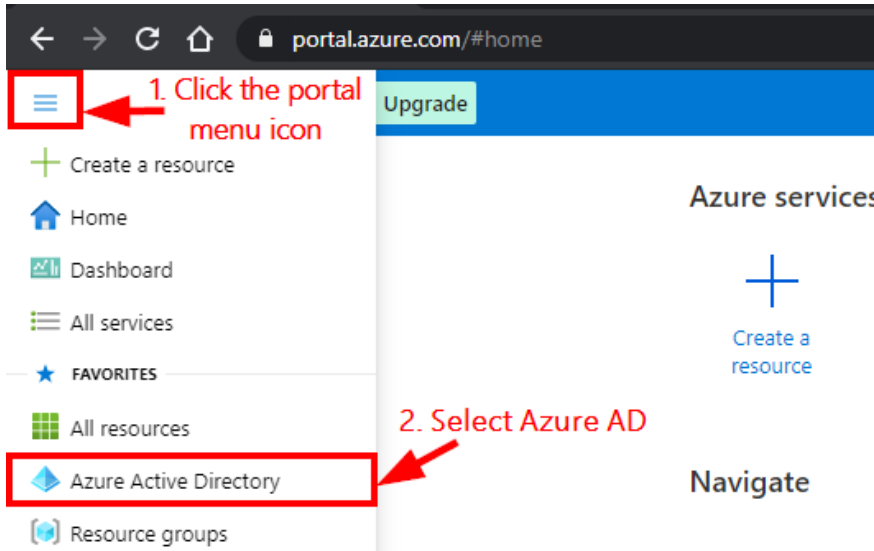 portal.azure.com/#home
1. Click the portal
menu icon
Upgrade
Create a resource
Home
Dashboard
All services
FAVORITES
All resources
Azure Active Directory
Resource groups
Azure services
Create a
resource
2. Select Azure AD
Navigate